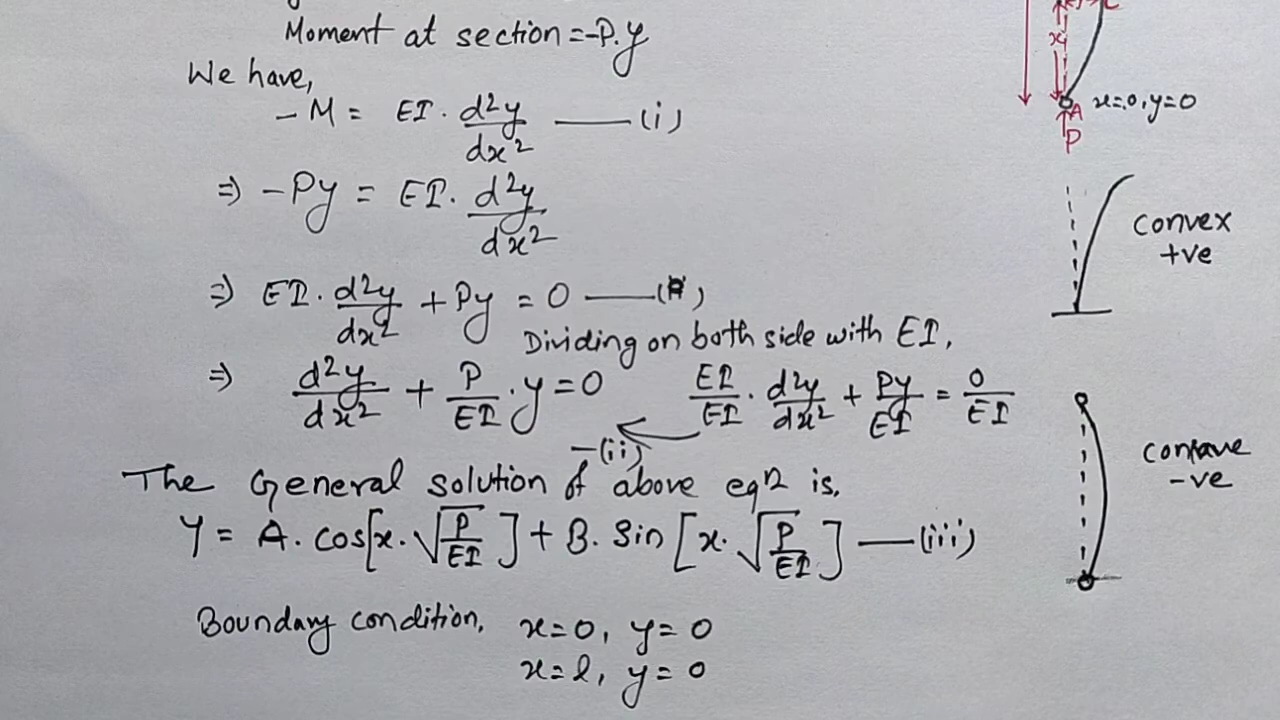 Moment at section = -P.y
We have,
- M = EI . d²y/dx² —— (i)
⇒ - Py = EI . d²y/dx²
⇒ EI . d²y/dx² + Py = 0 ——
Dividing on both side with EI,
⇒ d²y/dx² + P/EI . y = 0
EI/EI . d²y/dx² + Py/EI = 0/EI
- (ii)
The General solution of above eqn is,
Y = A. cos[x. √(P/EI)] + B. Sin [x. √(P/EI)] —— (iii)
Boundary condition, x=0, y=0
x=l, y=0
x
A
x=0, y=0
P
convex
+ve
concave
-ve